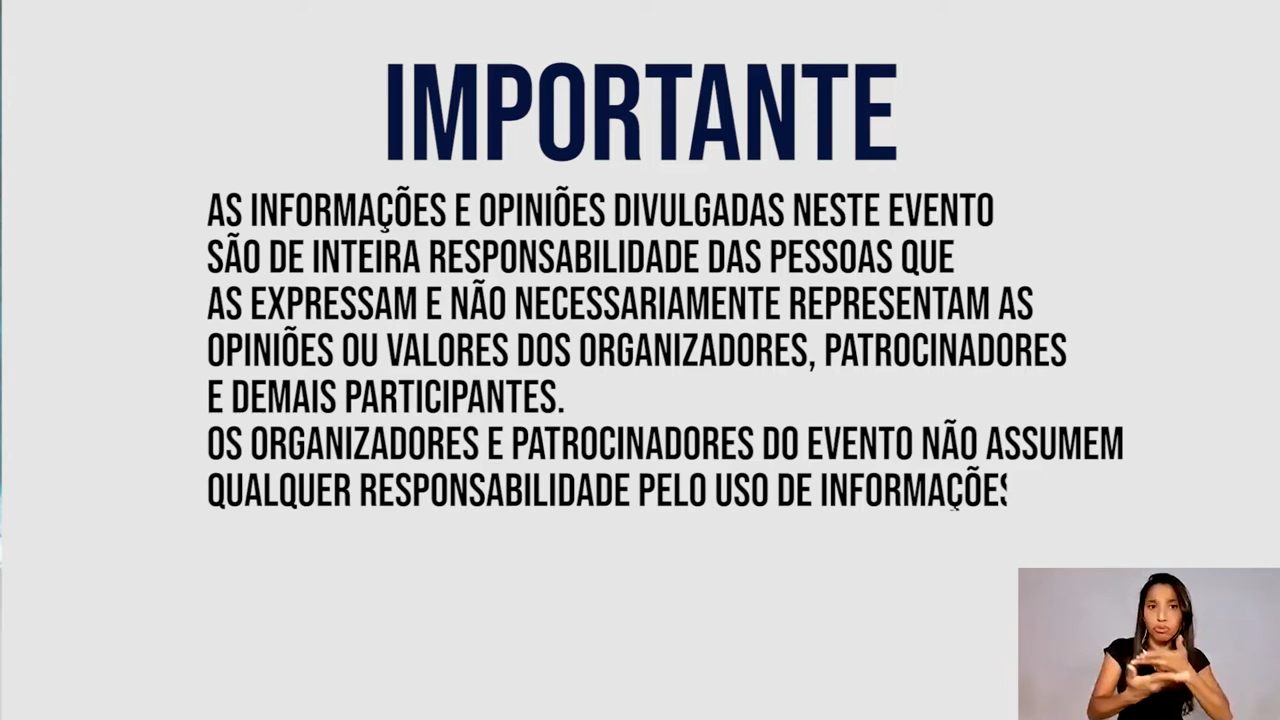 IMPORTANTE
AS INFORMAÇÕES E OPINIÕES DIVULGADAS NESTE EVENTO
SÃO DE INTEIRA RESPONSABILIDADE DAS PESSOAS QUE
AS EXPRESSAM E NÃO NECESSARIAMENTE REPRESENTAM AS
OPINIÕES OU VALORES DOS ORGANIZADORES, PATROCINADORES
E DEMAIS PARTICIPANTES.
OS ORGANIZADORES E PATROCINADORES DO EVENTO NÃO ASSUMEM
QUALQUER RESPONSABILIDADE PELO USO DE INFORMAÇÕES